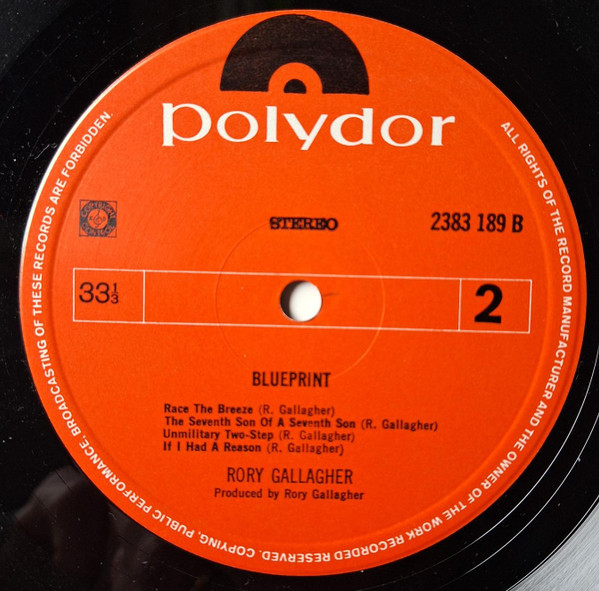 polydor
STEREO
2383 189 B
33⅓
2
BLUEPRINT
Race The Breeze (R. Gallagher)
The Seventh Son Of A Seventh Son (R. Gallagher)
Unmilitary Two-Step (R. Gallagher)
If I Had A Reason (R. Gallagher)
RORY GALLAGHER
Produced by Rory Gallagher
ALL RIGHTS OF THE RECORD MANUFACTURER AND THE OWNER OF THE WORK RECORDED RESERVED. COPYING, PUBLIC PERFORMANCE, BROADCASTING OF THESE RECORDS ARE FORBIDDEN.